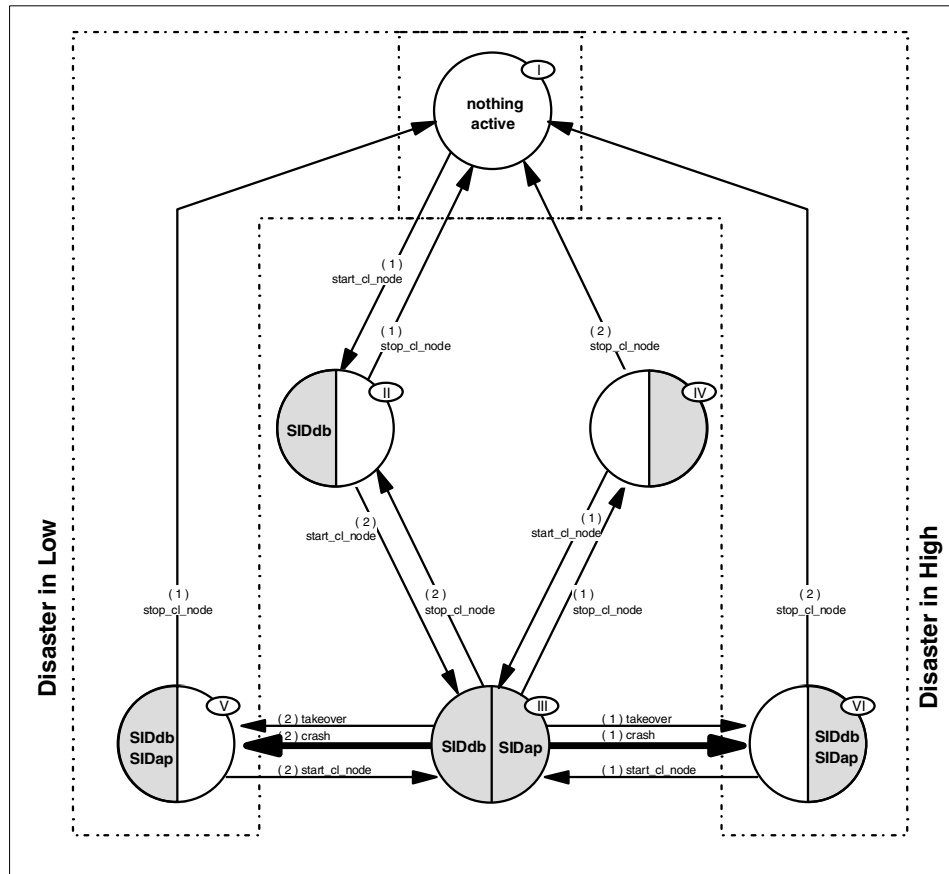 I
nothing
active
( 1 )
start_cl_node
( 1 )
stop_cl_node
( 2 )
stop_cl_node
II
SIDdb
IV
( 2 )
start_cl_node
( 2 )
stop_cl_node
( 1 )
start_cl_node
( 1 )
stop_cl_node
Disaster in Low
Disaster in High
( 1 )
stop_cl_node
( 2 )
stop_cl_node
V
SIDdb
SIDap
( 2 ) takeover
( 2 ) crash
( 2 ) start_cl_node
III
SIDdb
SIDap
( 1 ) takeover
( 1 ) crash
( 1 ) start_cl_node
VI
SIDdb
SIDap